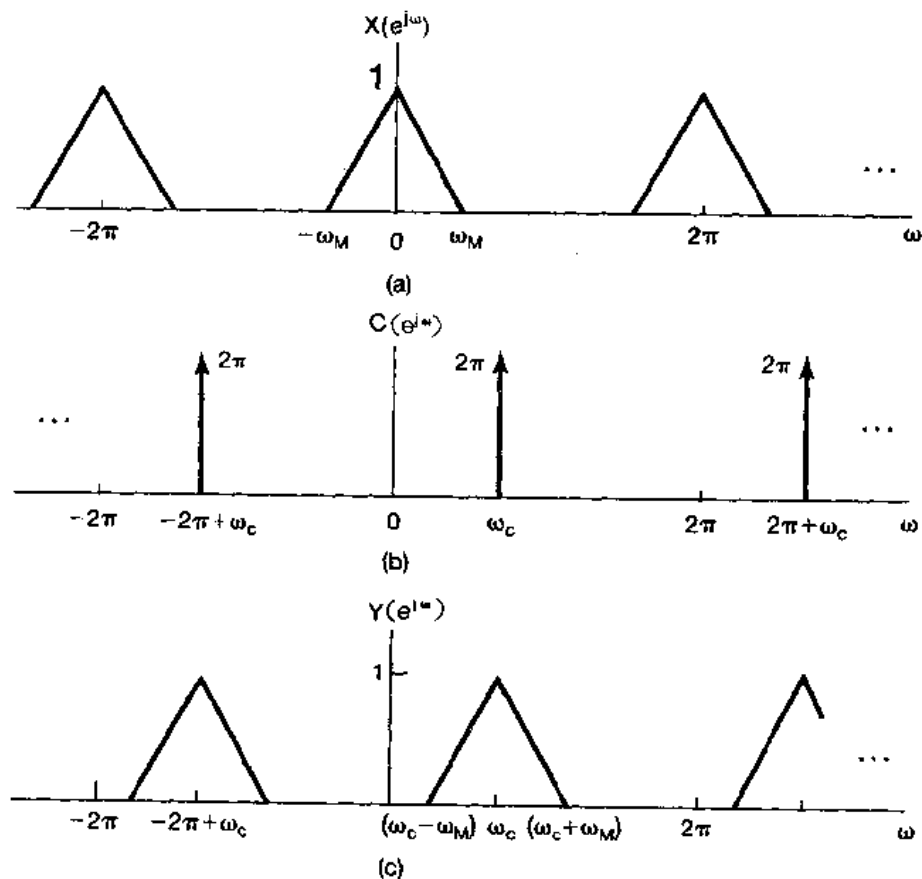 X(e^jω)
1
...
-2π -ω_M 0 ω_M 2π ω
(a)
C(e^jω)
2π 2π 2π
... ...
-2π -2π+ω_c 0 ω_c 2π 2π+ω_c ω
(b)
Y(e^jω)
1
...
-2π -2π+ω_c (ω_c-ω_M) ω_c (ω_c+ω_M) 2π ω
(c)